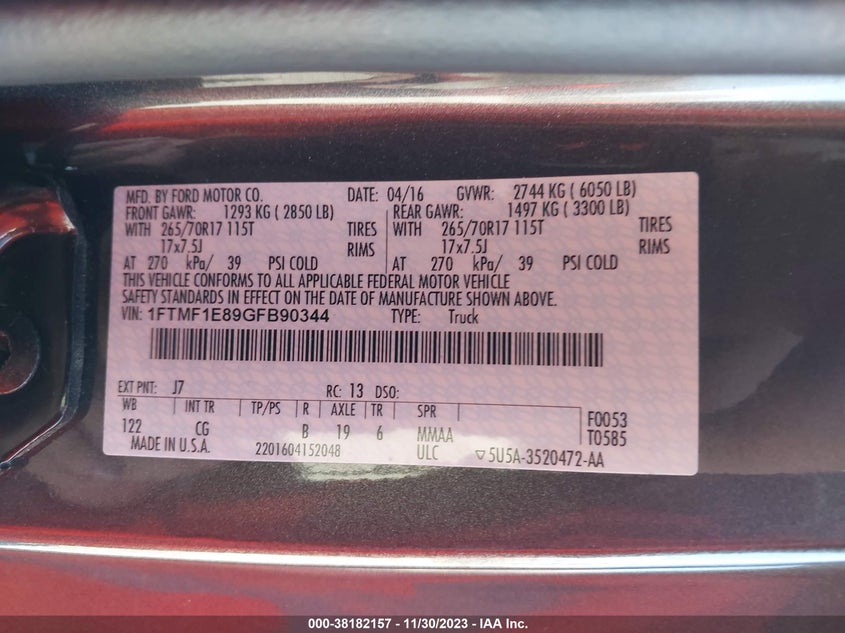 MFD. BY FORD MOTOR CO. DATE: 04/16 GVWR: 2744 KG ( 6050 LB)
FRONT GAWR: 1293 KG ( 2850 LB) REAR GAWR: 1497 KG ( 3300 LB)
WITH 265/70R17 115T TIRES WITH 265/70R17 115T TIRES
17x7.5J RIMS 17x7.5J RIMS
AT 270 kPa/ 39 PSI COLD AT 270 kPa/ 39 PSI COLD
THIS VEHICLE CONFORMS TO ALL APPLICABLE FEDERAL MOTOR VEHICLE
SAFETY STANDARDS IN EFFECT ON THE DATE OF MANUFACTURE SHOWN ABOVE.
VIN: 1FTMF1E89GFB90344 TYPE: Truck
EXT PNT: J7 RC: 13 DSO:
WB INT TR TP/PS R AXLE TR SPR F0053
122 CG B 19 6 MMAA T0585
MADE IN U.S.A. 2201604152048 ULC ▽5U5A-3520472-AA
000-38182157 - 11/30/2023 - IAA Inc.